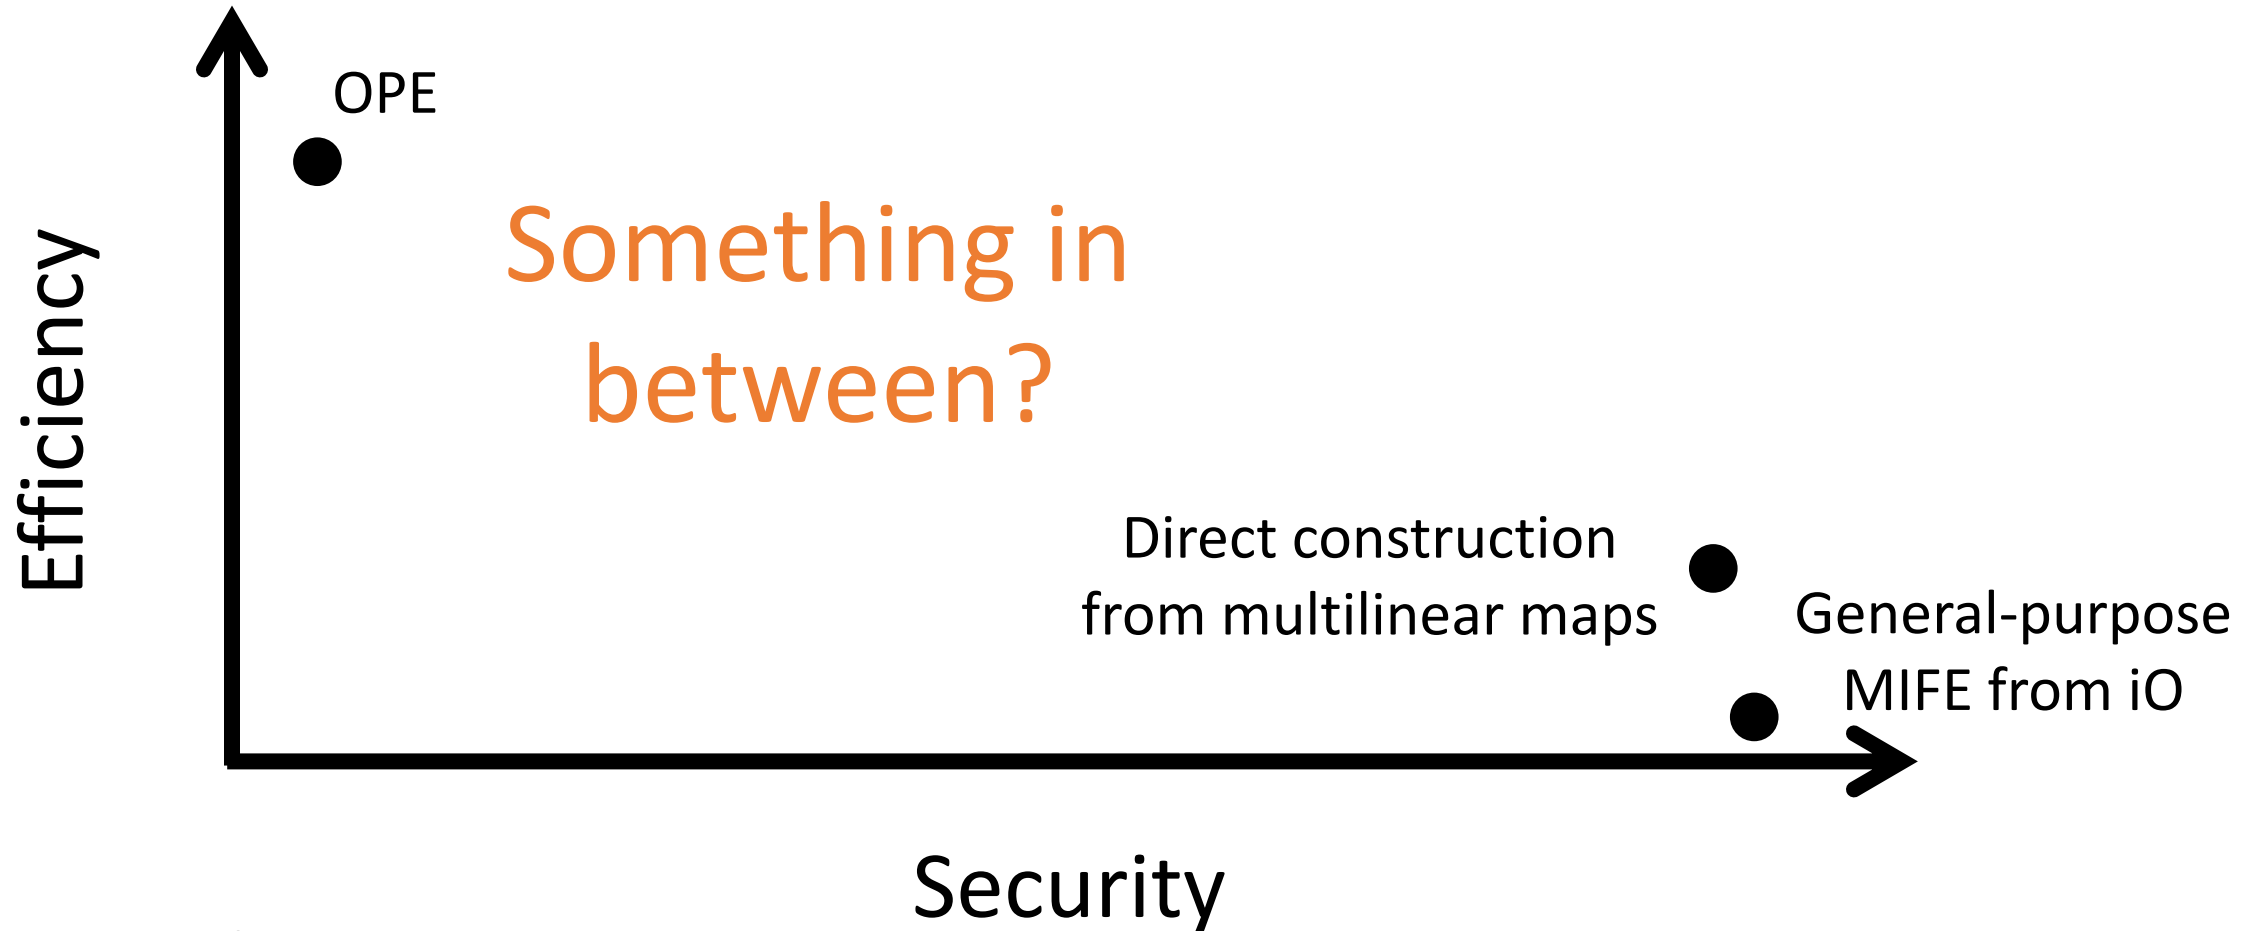 OPE
Something in
between?
Efficiency
Direct construction
from multilinear maps
General-purpose
MIFE from iO
Security